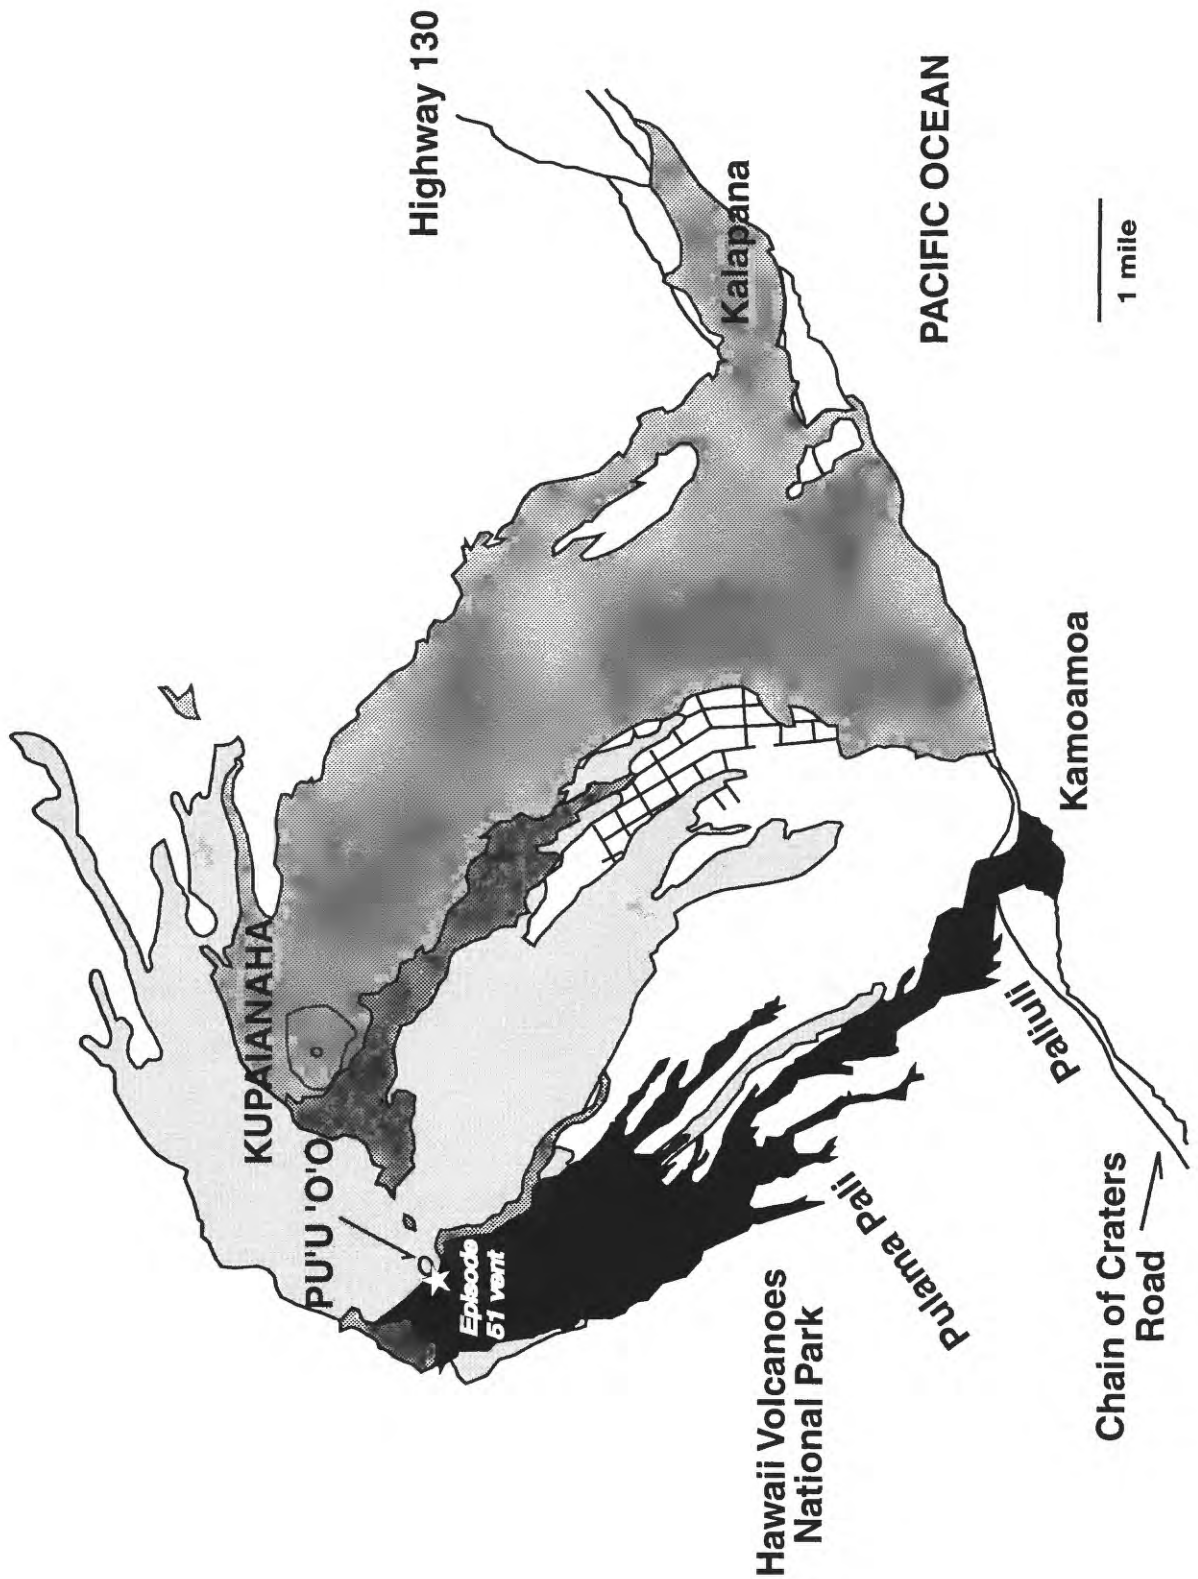 Highway 130
KUPAIANAHA
PU'U 'O'O
Episode
51 vent
Kalapana
PACIFIC OCEAN
1 mile
Kamoamoa
Paliuli
Pulama Pali
Hawaii Volcanoes
National Park
Chain of Craters
Road